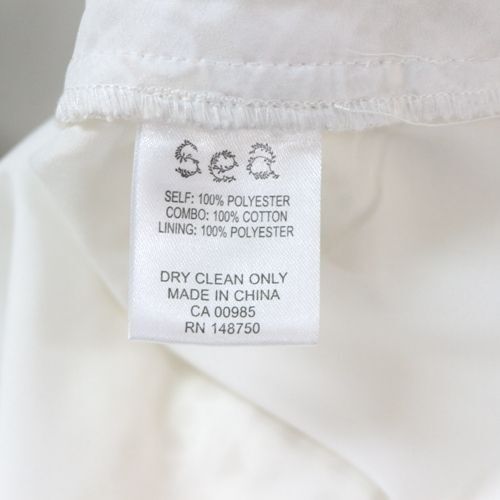 sea
SELF: 100% POLYESTER
COMBO: 100% COTTON
LINING: 100% POLYESTER
DRY CLEAN ONLY
MADE IN CHINA
CA 00985
RN 148750